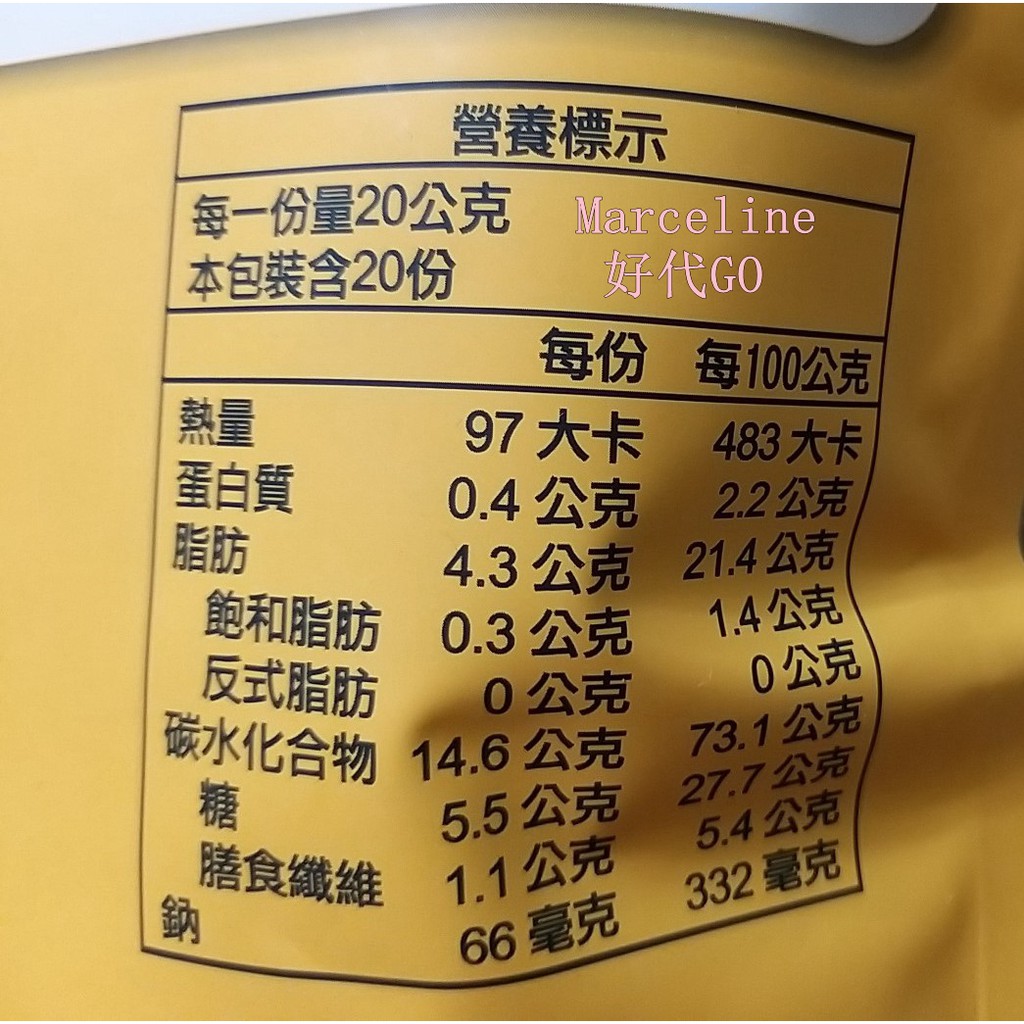 營養標示
每一份量20公克
本包裝含20份
Marceline
好代GO
每份 每100公克
熱量 97 大卡 483 大卡
蛋白質 0.4 公克 2.2 公克
脂肪 4.3 公克 21.4 公克
飽和脂肪 0.3 公克 1.4 公克
反式脂肪 0 公克 0 公克
碳水化合物 14.6 公克 73.1 公克
糖 5.5 公克 27.7 公克
膳食纖維 1.1 公克 5.4 公克
鈉 66 毫克 332 毫克